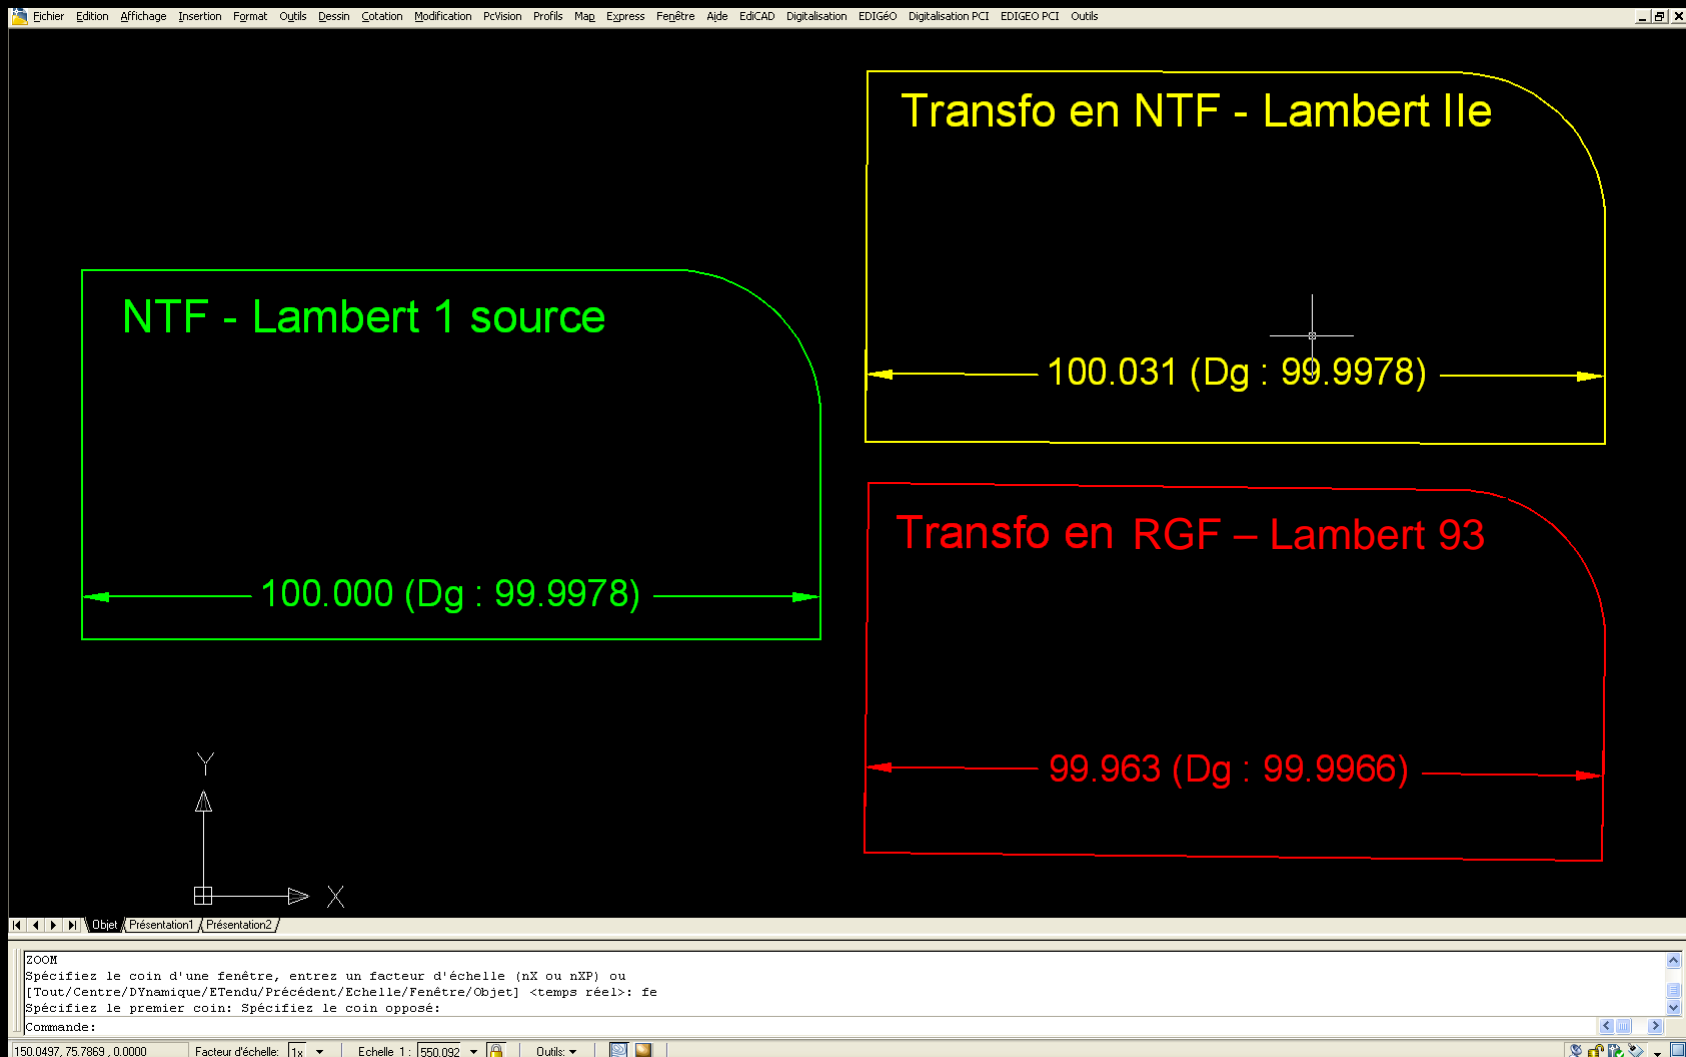 Fichier Edition Affichage Insertion Format Outils Dessin Cotation Modification PcVision Profils Map Express Fenêtre Aide EdiCAD Digitalisation EDIGéO Digitalisation PCI EDIGEO PCI Outils
Transfo en NTF - Lambert IIe
100.031 (Dg : 99.9978)
NTF - Lambert 1 source
100.000 (Dg : 99.9978)
Transfo en RGF – Lambert 93
99.963 (Dg : 99.9966)
Y
X
Objet Présentation1 Présentation2
ZOOM
Spécifiez le coin d'une fenêtre, entrez un facteur d'échelle (nX ou nXP) ou
[Tout/Centre/DYnamique/ETendu/Précédent/Echelle/Fenêtre/Objet] <temps réel>: fe
Spécifiez le premier coin: Spécifiez le coin opposé:
Commande:
150.0497, 75.7869 , 0.0000 Facteur d'échelle: 1x Echelle 1 : 550.092 Outils: